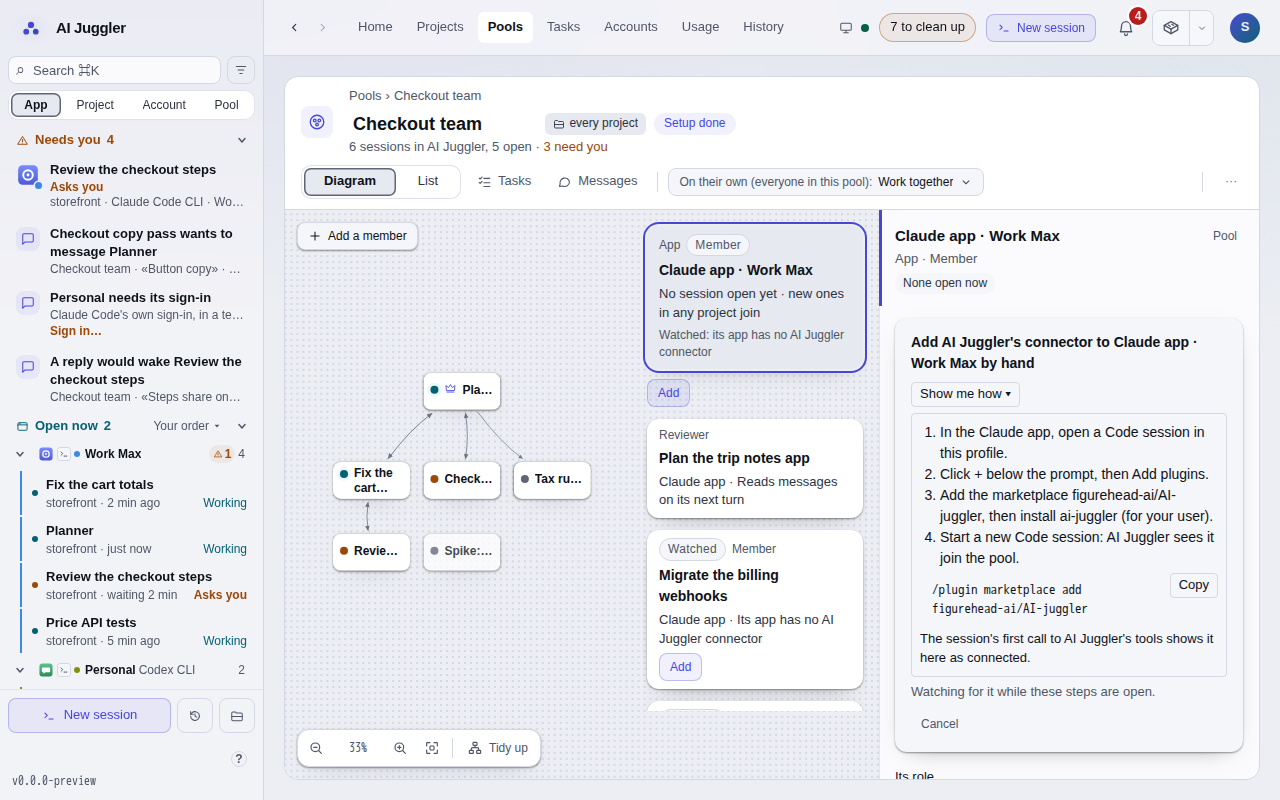 AI Juggler
Search ⌘K
App
Project
Account
Pool
Needs you 4
Review the checkout steps
Asks you
storefront · Claude Code CLI · Wo…
Checkout copy pass wants to
message Planner
Checkout team · «Button copy» · …
Personal needs its sign-in
Claude Code's own sign-in, in a te…
Sign in…
A reply would wake Review the
checkout steps
Checkout team · «Steps share on…
Open now 2
Your order
Work Max
1
4
Fix the cart totals
storefront · 2 min ago
Working
Planner
storefront · just now
Working
Review the checkout steps
storefront · waiting 2 min
Asks you
Price API tests
storefront · 5 min ago
Working
Personal Codex CLI
2
New session
?
v0.0.0-preview
Home
Projects
Pools
Tasks
Accounts
Usage
History
7 to clean up
New session
4
S
Pools › Checkout team
Checkout team
every project
Setup done
6 sessions in AI Juggler, 5 open · 3 need you
Diagram
List
Tasks
Messages
On their own (everyone in this pool): Work together
Add a member
Pla…
Fix the
cart…
Check…
Tax ru…
Revie…
Spike:…
33%
Tidy up
App
Member
Claude app · Work Max
No session open yet · new ones
in any project join
Watched: its app has no AI Juggler
connector
Add
Reviewer
Plan the trip notes app
Claude app · Reads messages
on its next turn
Watched
Member
Migrate the billing
webhooks
Claude app · Its app has no AI
Juggler connector
Add
Claude app · Work Max
Pool
App · Member
None open now
Add AI Juggler's connector to Claude app ·
Work Max by hand
Show me how ▾
1. In the Claude app, open a Code session in
this profile.
2. Click + below the prompt, then Add plugins.
3. Add the marketplace figurehead-ai/AI-
juggler, then install ai-juggler (for your user).
4. Start a new Code session: AI Juggler sees it
join the pool.
/plugin marketplace add
figurehead-ai/AI-juggler
Copy
The session's first call to AI Juggler's tools shows it
here as connected.
Watching for it while these steps are open.
Cancel
Its role